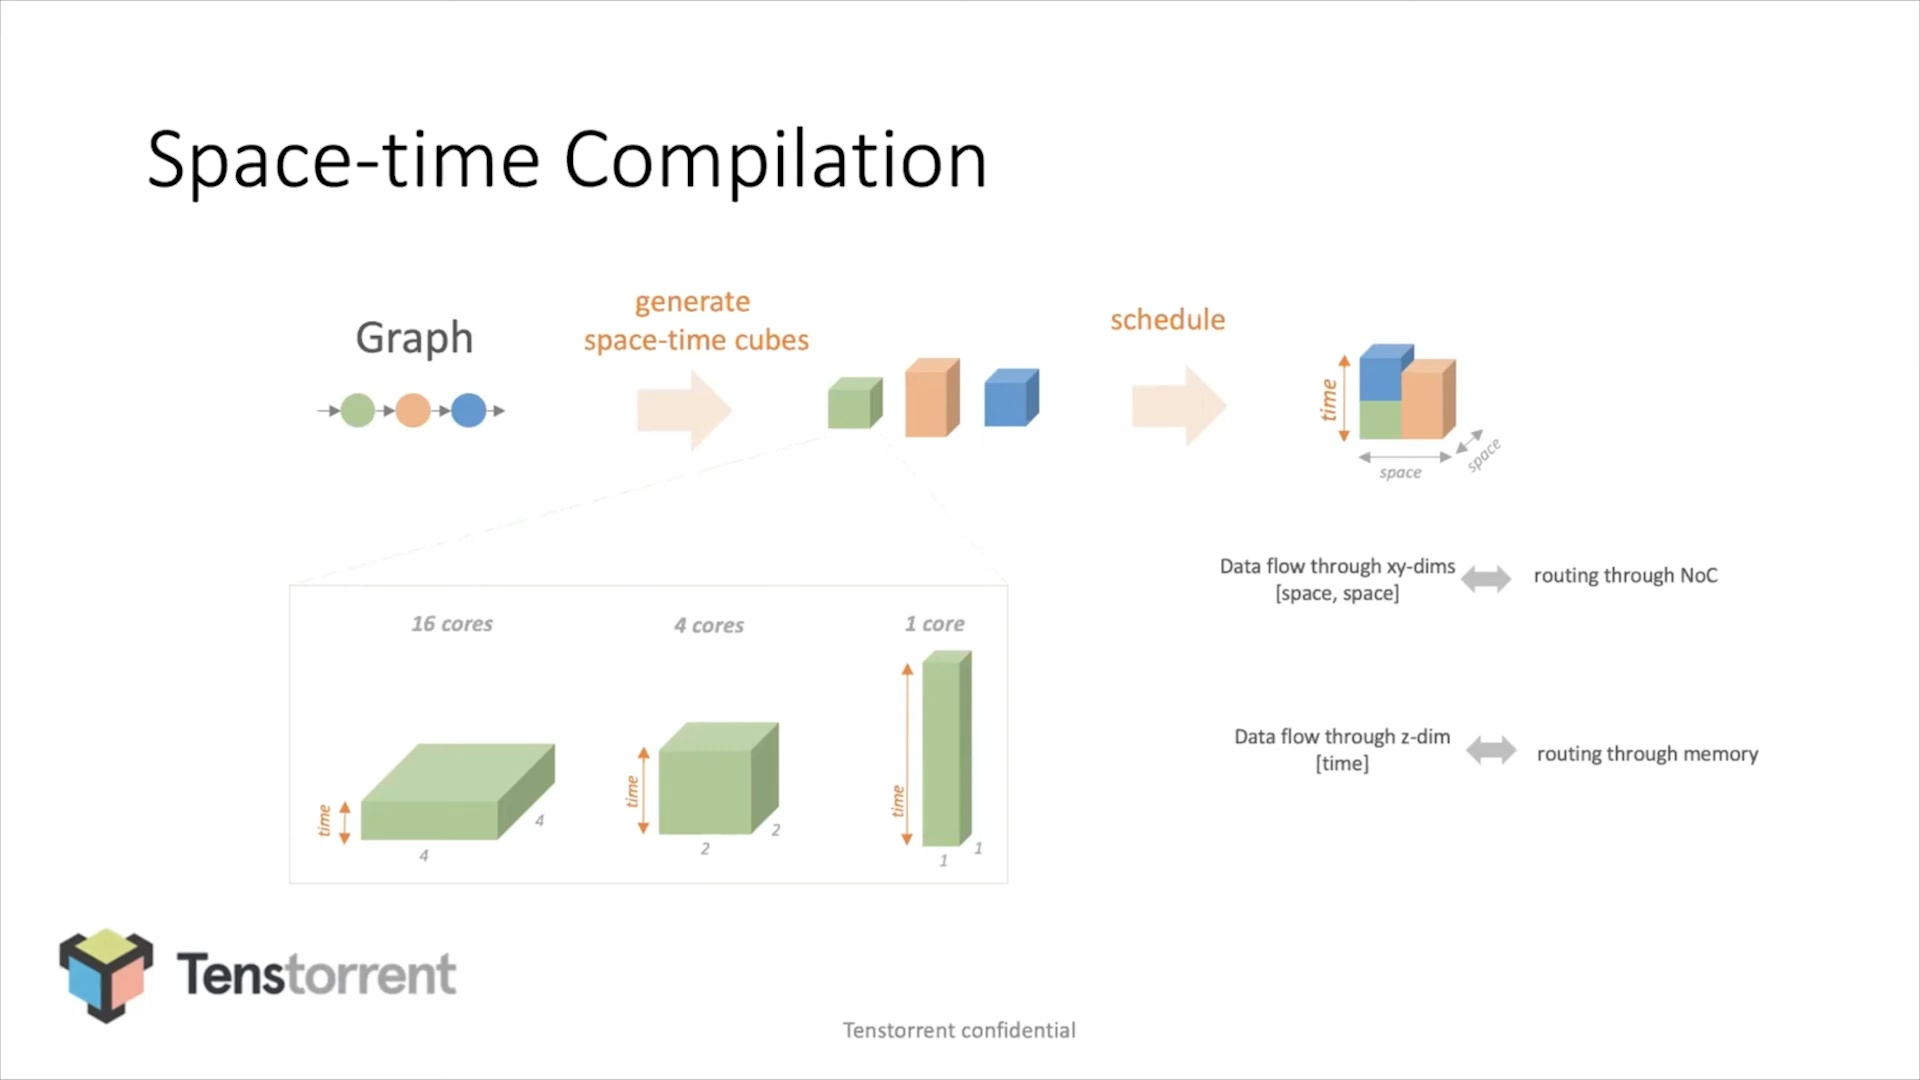 Space-time Compilation
Graph
generate
space-time cubes
schedule
time
space
space
16 cores
4 cores
1 core
time
4
4
time
2
2
time
1
1
Data flow through xy-dims
[space, space]
routing through NoC
Data flow through z-dim
[time]
routing through memory
Tenstorrent
Tenstorrent confidential